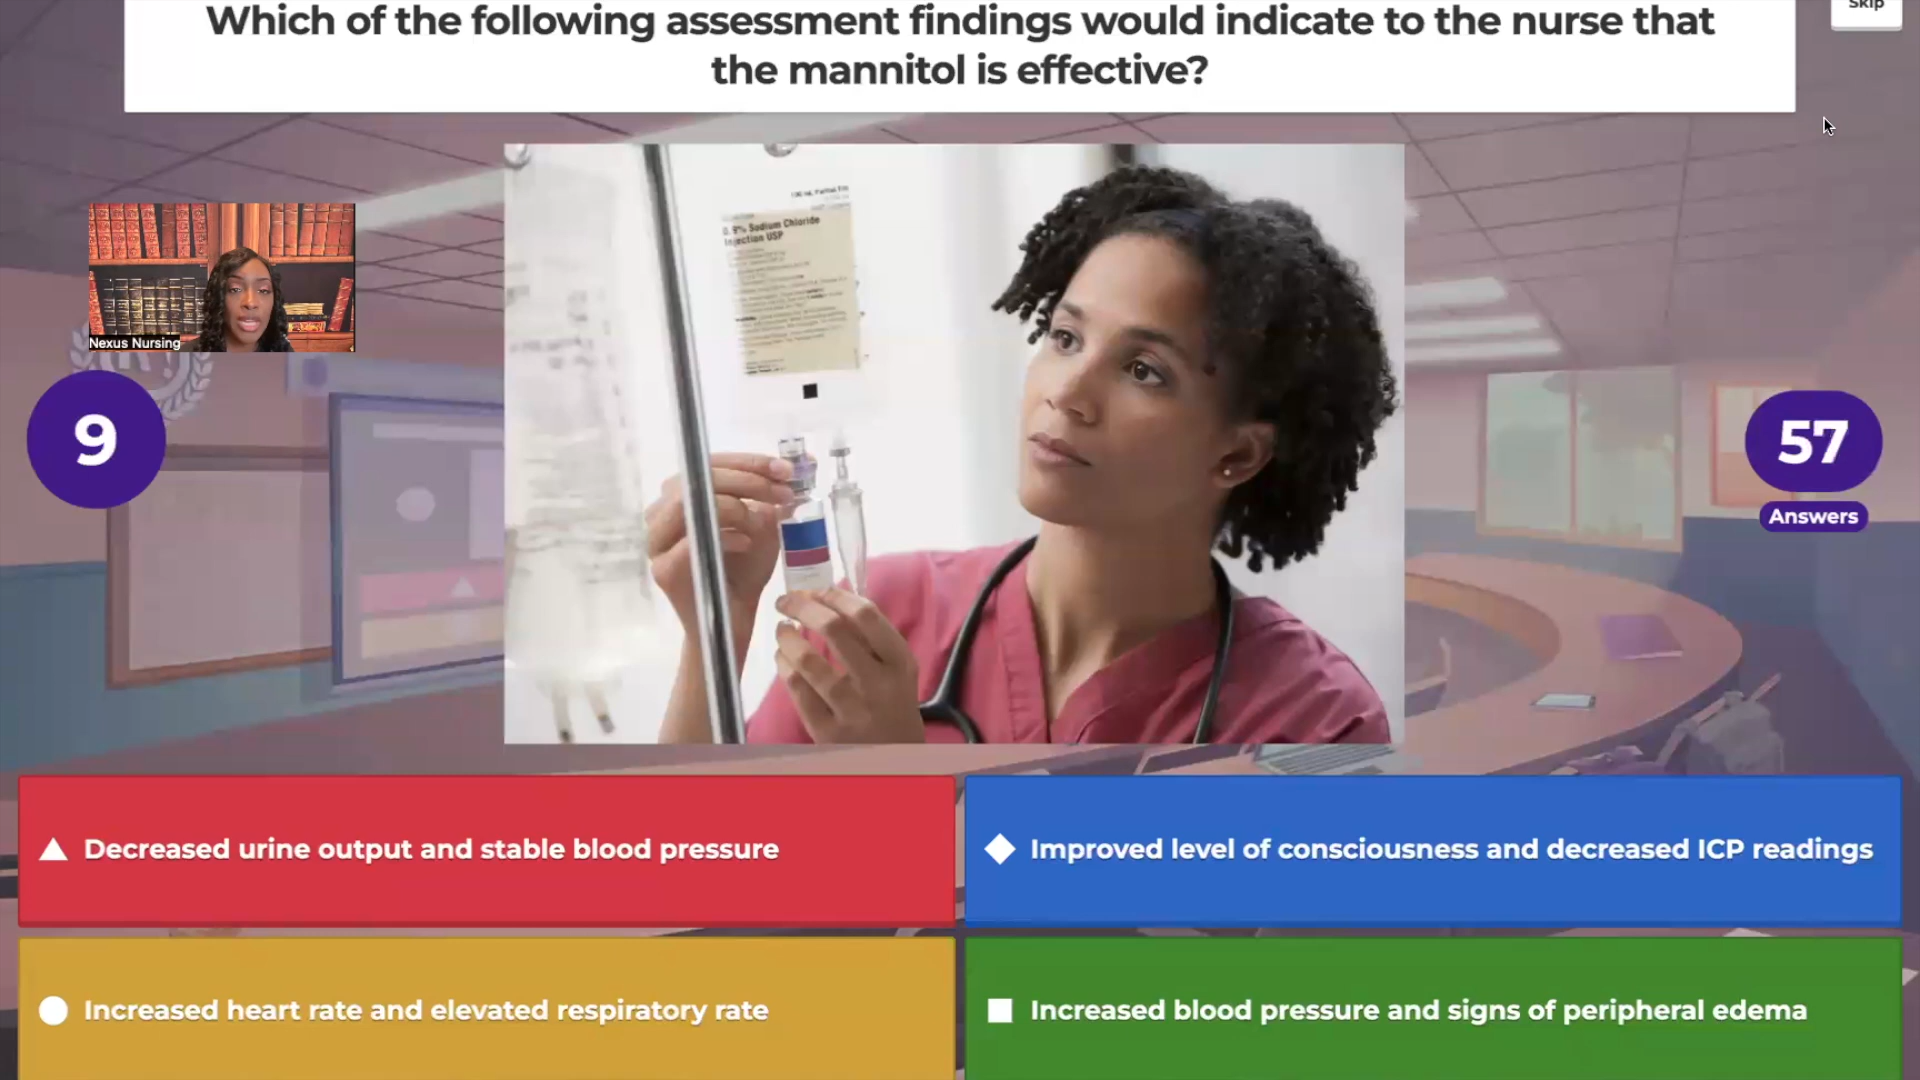 Which of the following assessment findings would indicate to the nurse that
the mannitol is effective?
Skip
0.9% Sodium Chloride
Injection USP
Nexus Nursing
9
57
Answers
Decreased urine output and stable blood pressure
Improved level of consciousness and decreased ICP readings
Increased heart rate and elevated respiratory rate
Increased blood pressure and signs of peripheral edema